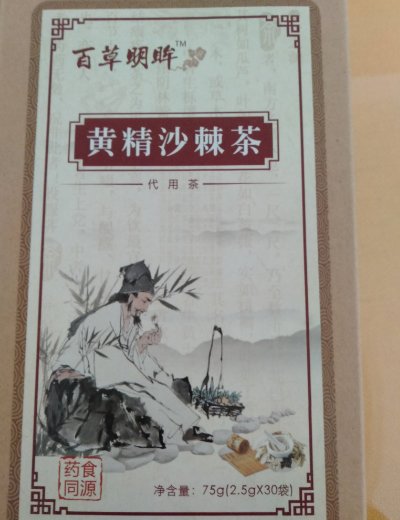 百草明眸™
黄精沙棘茶
代用茶
药食
同源
净含量：75g(2.5gX30袋)